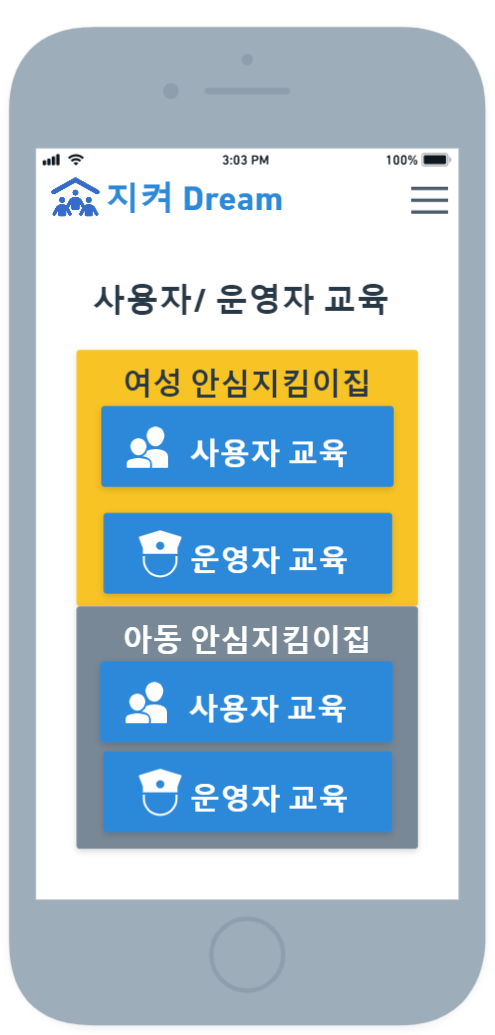 3:03 PM 100%
지켜 Dream
사용자/ 운영자 교육
여성 안심지킴이집
사용자 교육
운영자 교육
아동 안심지킴이집
사용자 교육
운영자 교육